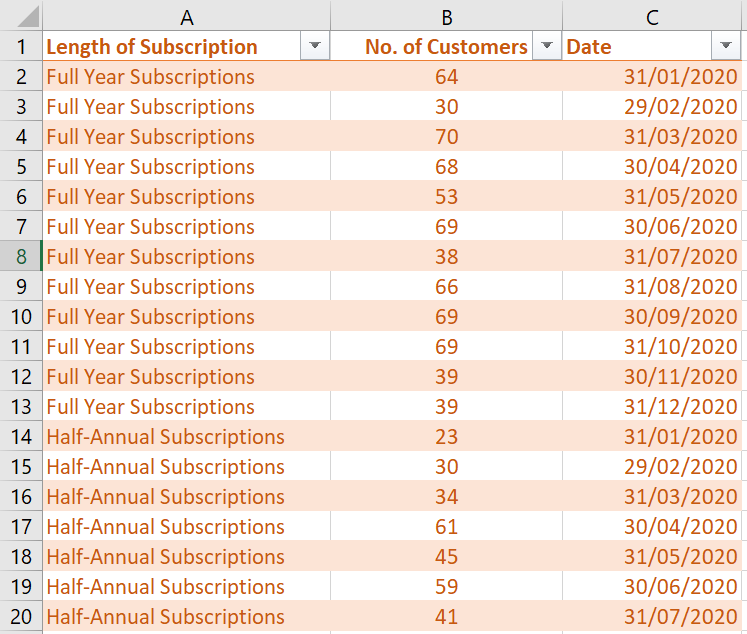 A B C
1 Length of Subscription No. of Customers Date
2 Full Year Subscriptions 64 31/01/2020
3 Full Year Subscriptions 30 29/02/2020
4 Full Year Subscriptions 70 31/03/2020
5 Full Year Subscriptions 68 30/04/2020
6 Full Year Subscriptions 53 31/05/2020
7 Full Year Subscriptions 69 30/06/2020
8 Full Year Subscriptions 38 31/07/2020
9 Full Year Subscriptions 66 31/08/2020
10 Full Year Subscriptions 69 30/09/2020
11 Full Year Subscriptions 69 31/10/2020
12 Full Year Subscriptions 39 30/11/2020
13 Full Year Subscriptions 39 31/12/2020
14 Half-Annual Subscriptions 23 31/01/2020
15 Half-Annual Subscriptions 30 29/02/2020
16 Half-Annual Subscriptions 34 31/03/2020
17 Half-Annual Subscriptions 61 30/04/2020
18 Half-Annual Subscriptions 45 31/05/2020
19 Half-Annual Subscriptions 59 30/06/2020
20 Half-Annual Subscriptions 41 31/07/2020